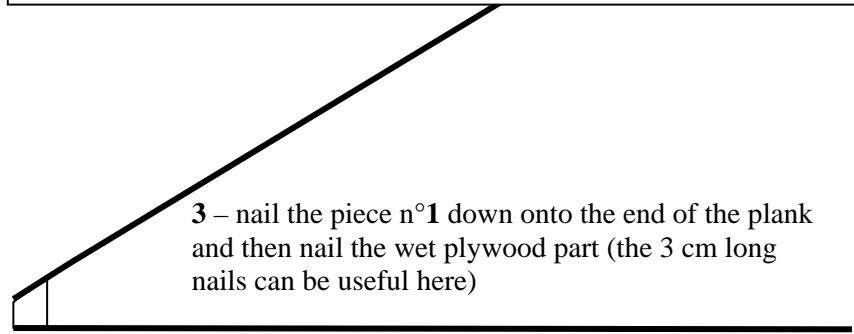 3 – nail the piece n°1 down onto the end of the plank
and then nail the wet plywood part (the 3 cm long
nails can be useful here)